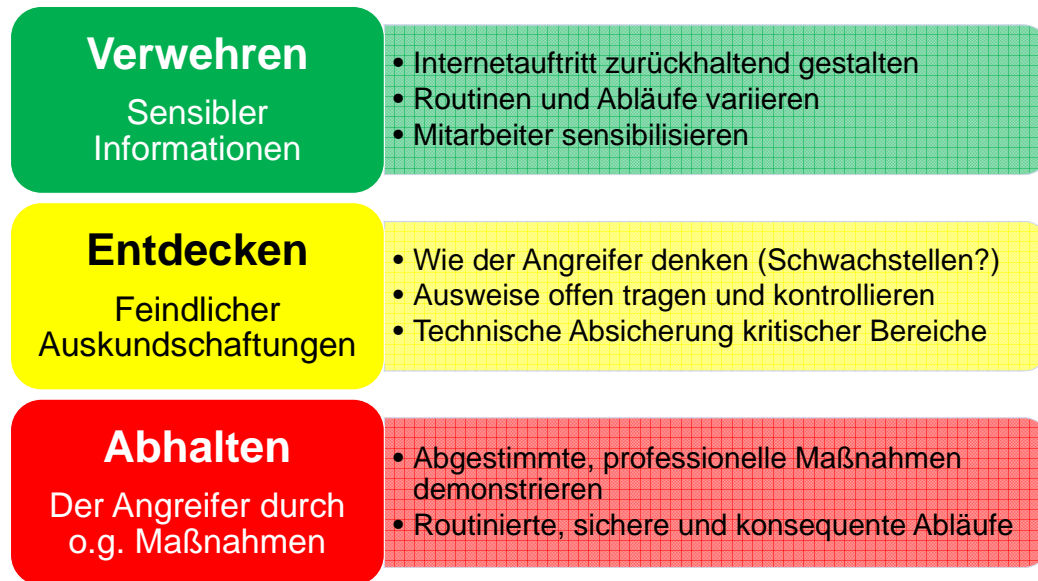 Verwehren
Sensibler
Informationen
• Internetauftritt zurückhaltend gestalten
• Routinen und Abläufe variieren
• Mitarbeiter sensibilisieren
Entdecken
Feindlicher
Auskundschaftungen
• Wie der Angreifer denken (Schwachstellen?)
• Ausweise offen tragen und kontrollieren
• Technische Absicherung kritischer Bereiche
Abhalten
Der Angreifer durch
o.g. Maßnahmen
• Abgestimmte, professionelle Maßnahmen
demonstrieren
• Routinierte, sichere und konsequente Abläufe